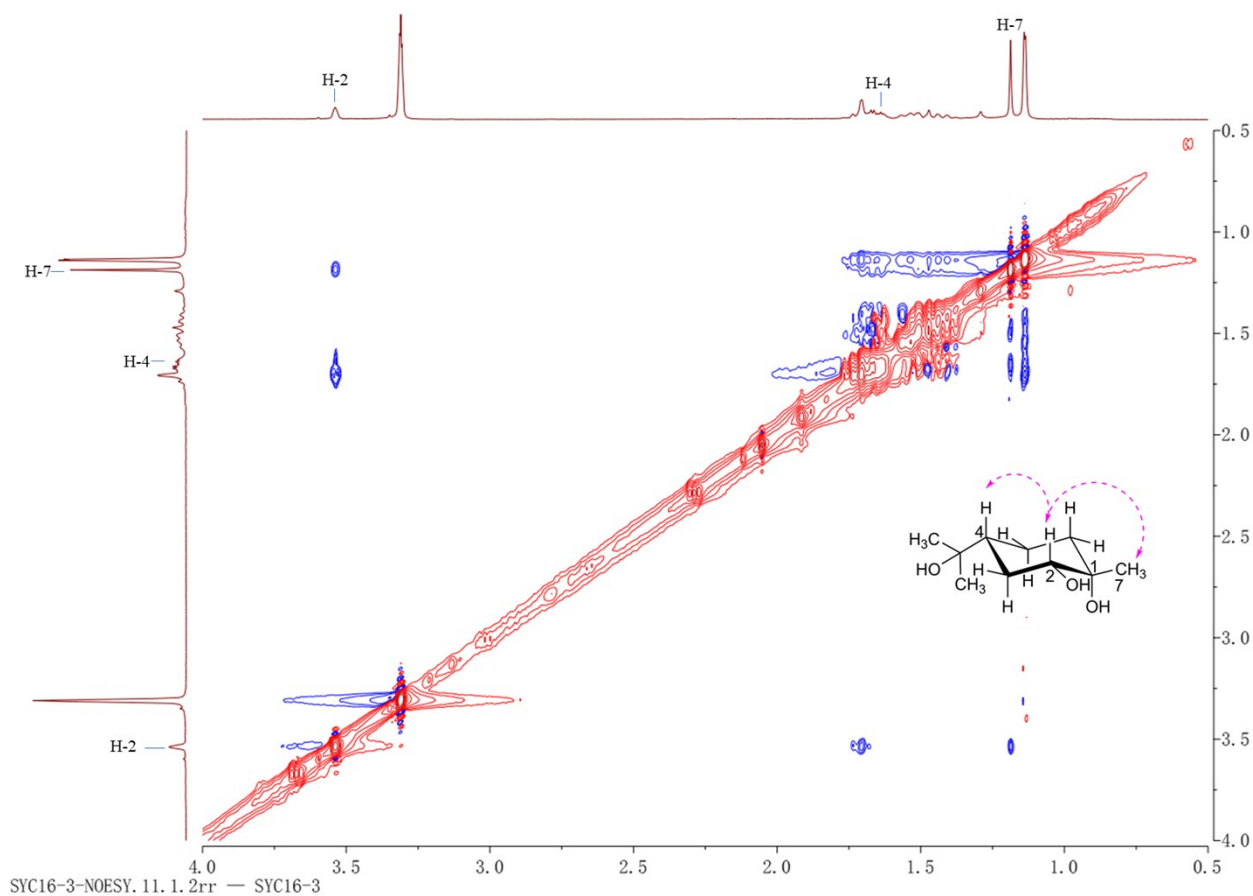 H-2
H-4
H-7
H-7
H-4
H-2
0.5
1.0
1.5
2.0
2.5
3.0
3.5
4.0
H H
4 H H H
H3C
HO H 2 1 CH3
CH3 H OH 7
H OH
4.0 3.5 3.0 2.5 2.0 1.5 1.0 0.5
SYC16-3-NOESY.11.1.2rr — SYC16-3